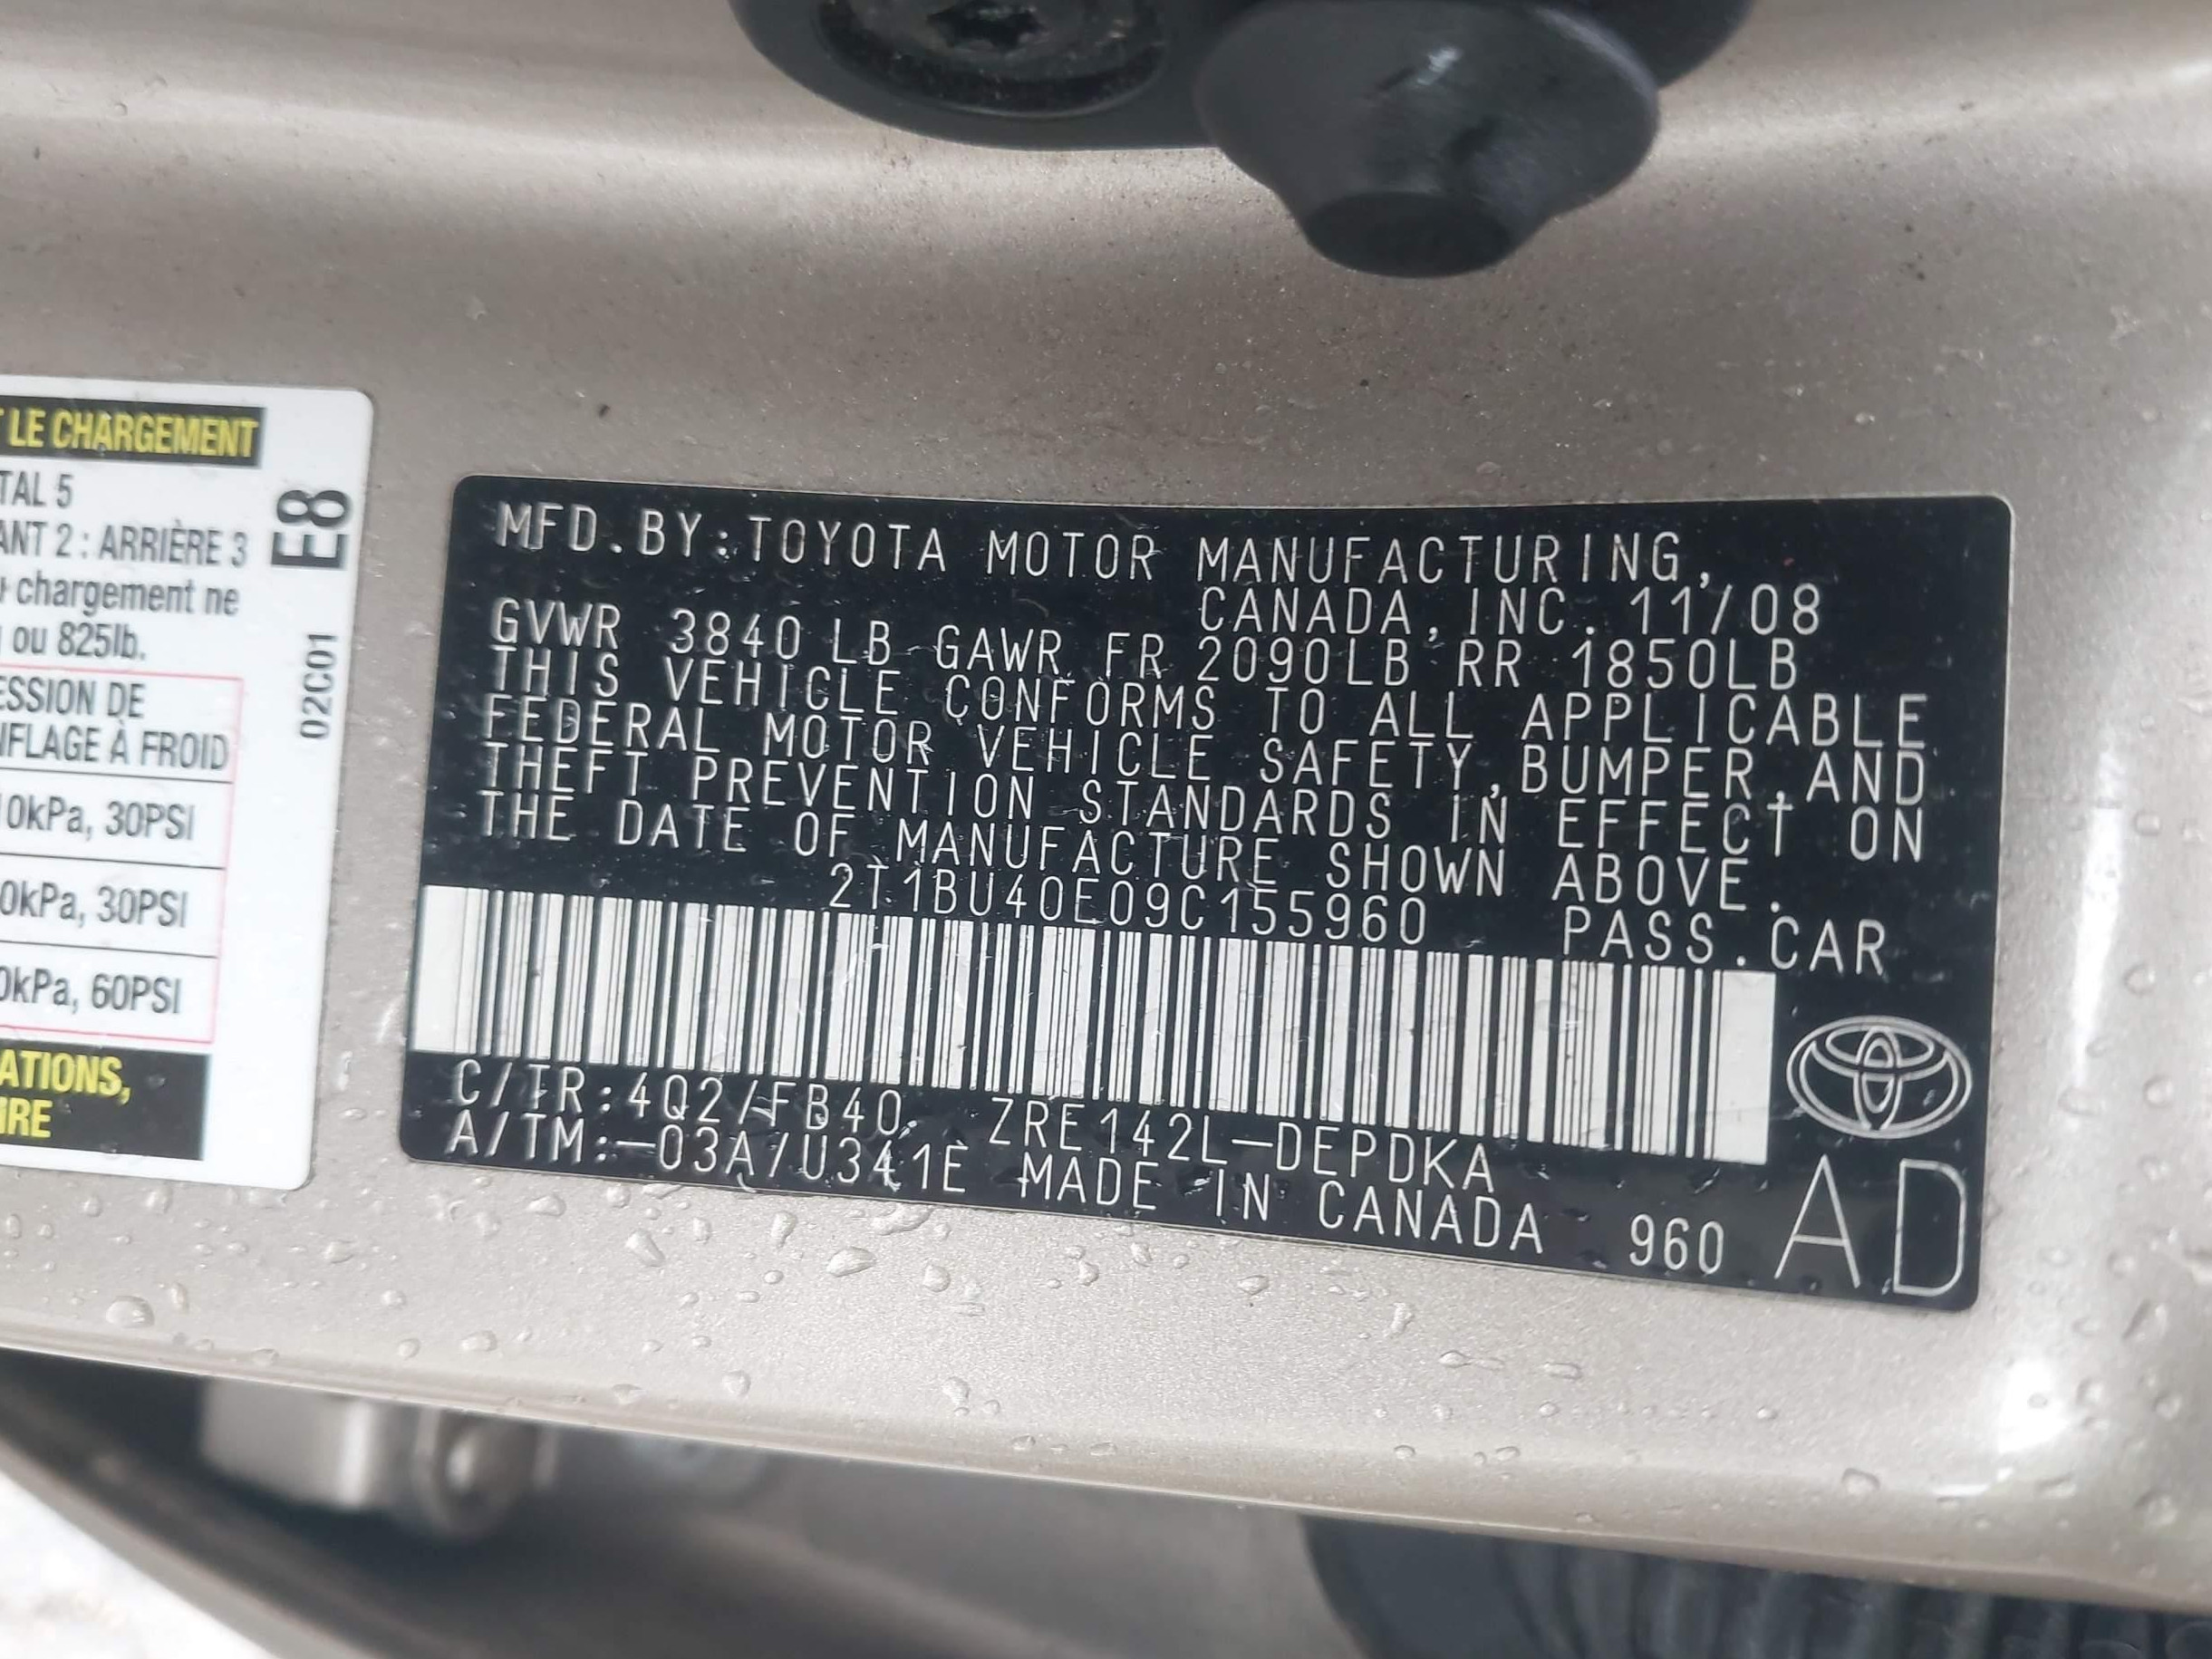 LE CHARGEMENT
TAL 5
ANT 2 : ARRIÈRE 3
chargement ne
ou 825lb.
ESSION DE
NFLAGE À FROID
10kPa, 30PSI
0kPa, 30PSI
0kPa, 60PSI
ATIONS,
IRE
E8
02C01
MFD.BY:TOYOTA MOTOR MANUFACTURING,
CANADA, INC. 11/08
GVWR 3840 LB GAWR FR 2090LB RR 1850LB
THIS VEHICLE CONFORMS TO ALL APPLICABLE
FEDERAL MOTOR VEHICLE SAFETY,BUMPER,AND
THEFT PREVENTION STANDARDS IN EFFECT ON
THE DATE OF MANUFACTURE SHOWN ABOVE.
2T1BU40E09C155960 PASS.CAR
C/TR:4Q2/FB40 ZRE142L-DEPDKA
A/TM:-03A/U341E MADE IN CANADA 960
AD